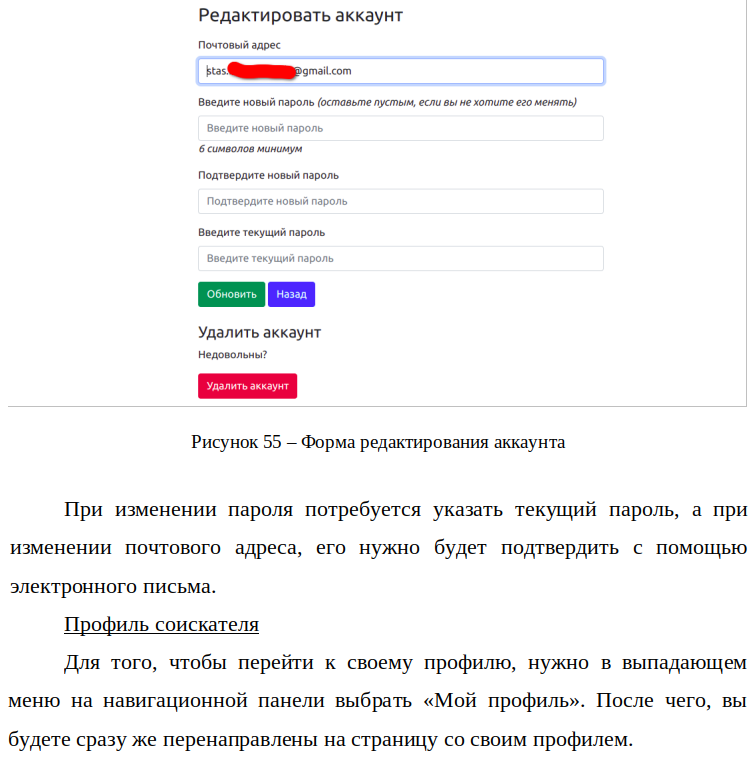 Редактировать аккаунт
Почтовый адрес
stas. @gmail.com
Введите новый пароль (оставьте пустым, если вы не хотите его менять)
Введите новый пароль
6 символов минимум
Подтвердите новый пароль
Подтвердите новый пароль
Введите текущий пароль
Введите текущий пароль
Обновить Назад
Удалить аккаунт
Недовольны?
Удалить аккаунт
Рисунок 55 – Форма редактирования аккаунта
При изменении пароля потребуется указать текущий пароль, а при
изменении почтового адреса, его нужно будет подтвердить с помощью
электронного письма.
Профиль соискателя
Для того, чтобы перейти к своему профилю, нужно в выпадающем
меню на навигационной панели выбрать «Мой профиль». После чего, вы
будете сразу же перенаправлены на страницу со своим профилем.